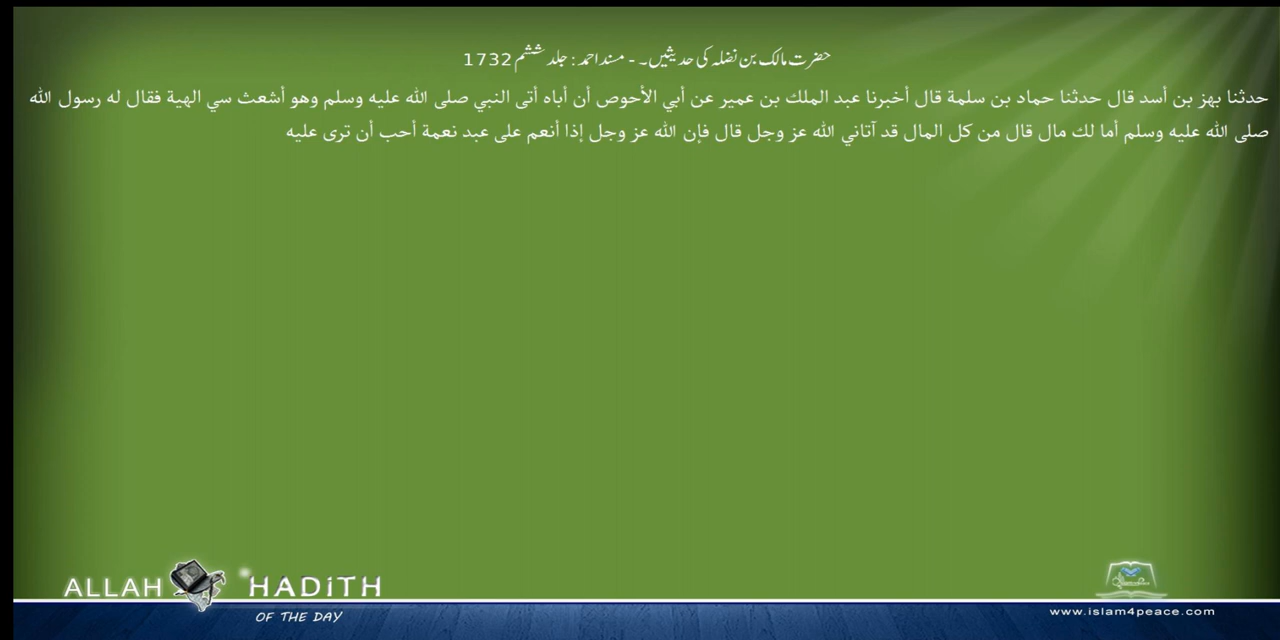 حضرت مالک بن نضلہ کی حدیثیں۔ - مسند احمد : جلد ششم 1732
حدثنا بهز بن أسد قال حدثنا حماد بن سلمة قال أخبرنا عبد الملك بن عمير عن أبي الأحوص أن أباه أتى النبي صلى الله عليه وسلم وهو أشعث سي الهية فقال له رسول الله
صلى الله عليه وسلم أما لك مال قال من كل المال قد آتاني الله عز وجل قال فإن الله عز وجل إذا أنعم على عبد نعمة أحب أن ترى عليه
ALLAH HADITH
OF THE DAY
www.islam4peace.com